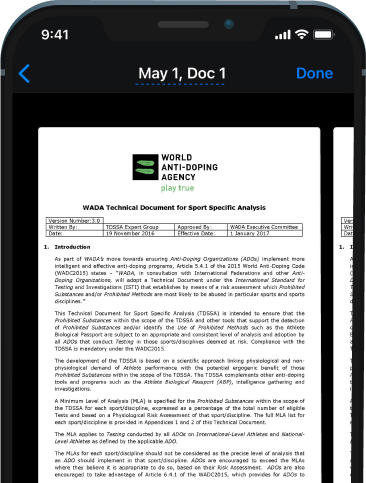 9:41
May 1, Doc 1
Done
WORLD
ANTI-DOPING
AGENCY
play true
WADA Technical Document for Sport Specific Analysis
Version Number: 3.0
Written By: TDSSA Expert Group Approved By: WADA Executive Committee
Date: 19 November 2016 Effective Date: 1 January 2017
1. Introduction
As part of WADA's move towards ensuring Anti-Doping Organizations (ADOs) implement more
intelligent and effective anti-doping programs, Article 5.4.1 of the 2015 World Anti-Doping Code
(WADC2015) states - "WADA, in consultation with International Federations and other Anti-
Doping Organizations, will adopt a Technical Document under the International Standard for
Testing and Investigations (ISTI) that establishes by means of a risk assessment which Prohibited
Substances and/or Prohibited Methods are most likely to be abused in particular sports and sports
disciplines."
This Technical Document for Sport Specific Analysis (TDSSA) is intended to ensure that the
Prohibited Substances within the scope of the TDSSA and other tools that support the detection
of Prohibited Substances and/or identify the Use of Prohibited Methods such as the Athlete
Biological Passport are subject to an appropriate and consistent level of analysis and adoption by
all ADOs that conduct Testing in those sports/disciplines deemed at risk. Compliance with the
TDSSA is mandatory under the WADC2015.
The development of the TDSSA is based on a scientific approach linking physiological and non-
physiological demand of Athlete performance with the potential ergogenic benefit of those
Prohibited Substances within the scope of the TDSSA. The TDSSA complements other anti-doping
tools and programs such as the Athlete Biological Passport (ABP), intelligence gathering and
investigations.
A Minimum Level of Analysis (MLA) is specified for the Prohibited Substances within the scope of
the TDSSA for each sport/discipline, expressed as a percentage of the total number of eligible
Tests and based on a Physiological Risk Assessment of that sport/discipline. The full MLA list for
each sport/discipline is provided in Appendices 1 and 2 of this Technical Document.
The MLA applies to Testing conducted by all ADOs on International-Level Athletes and National-
Level Athletes as defined by the applicable ADO.
The MLAs for each sport/discipline should not be considered as the precise level of analysis that
an ADO should implement in that sport/discipline. ADOs are encouraged to exceed the MLAs
where they believe it is appropriate to do so, based on their Risk Assessment. ADOs are also
encouraged to take advantage of Article 6.4.1 of the WADC2015, which provides for ADOs to